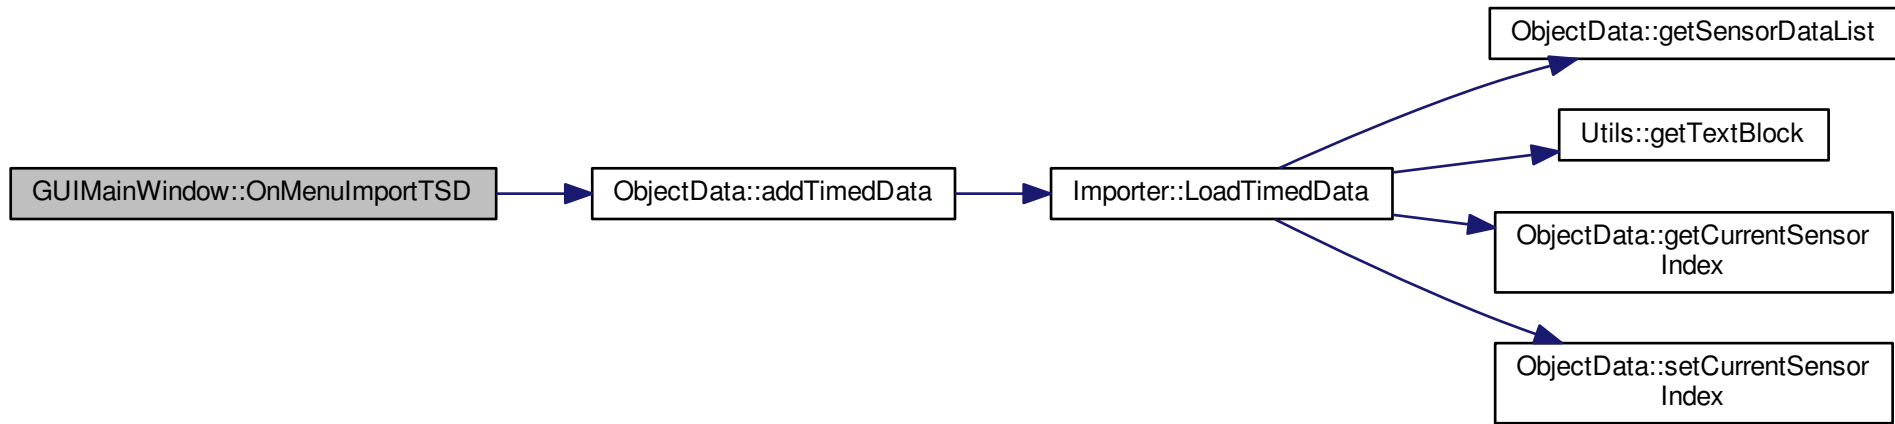 GUIMainWindow::OnMenuImportTSD
ObjectData::addTimedData
Importer::LoadTimedData
ObjectData::getSensorDataList
Utils::getTextBlock
ObjectData::getCurrentSensor
Index
ObjectData::setCurrentSensor
Index